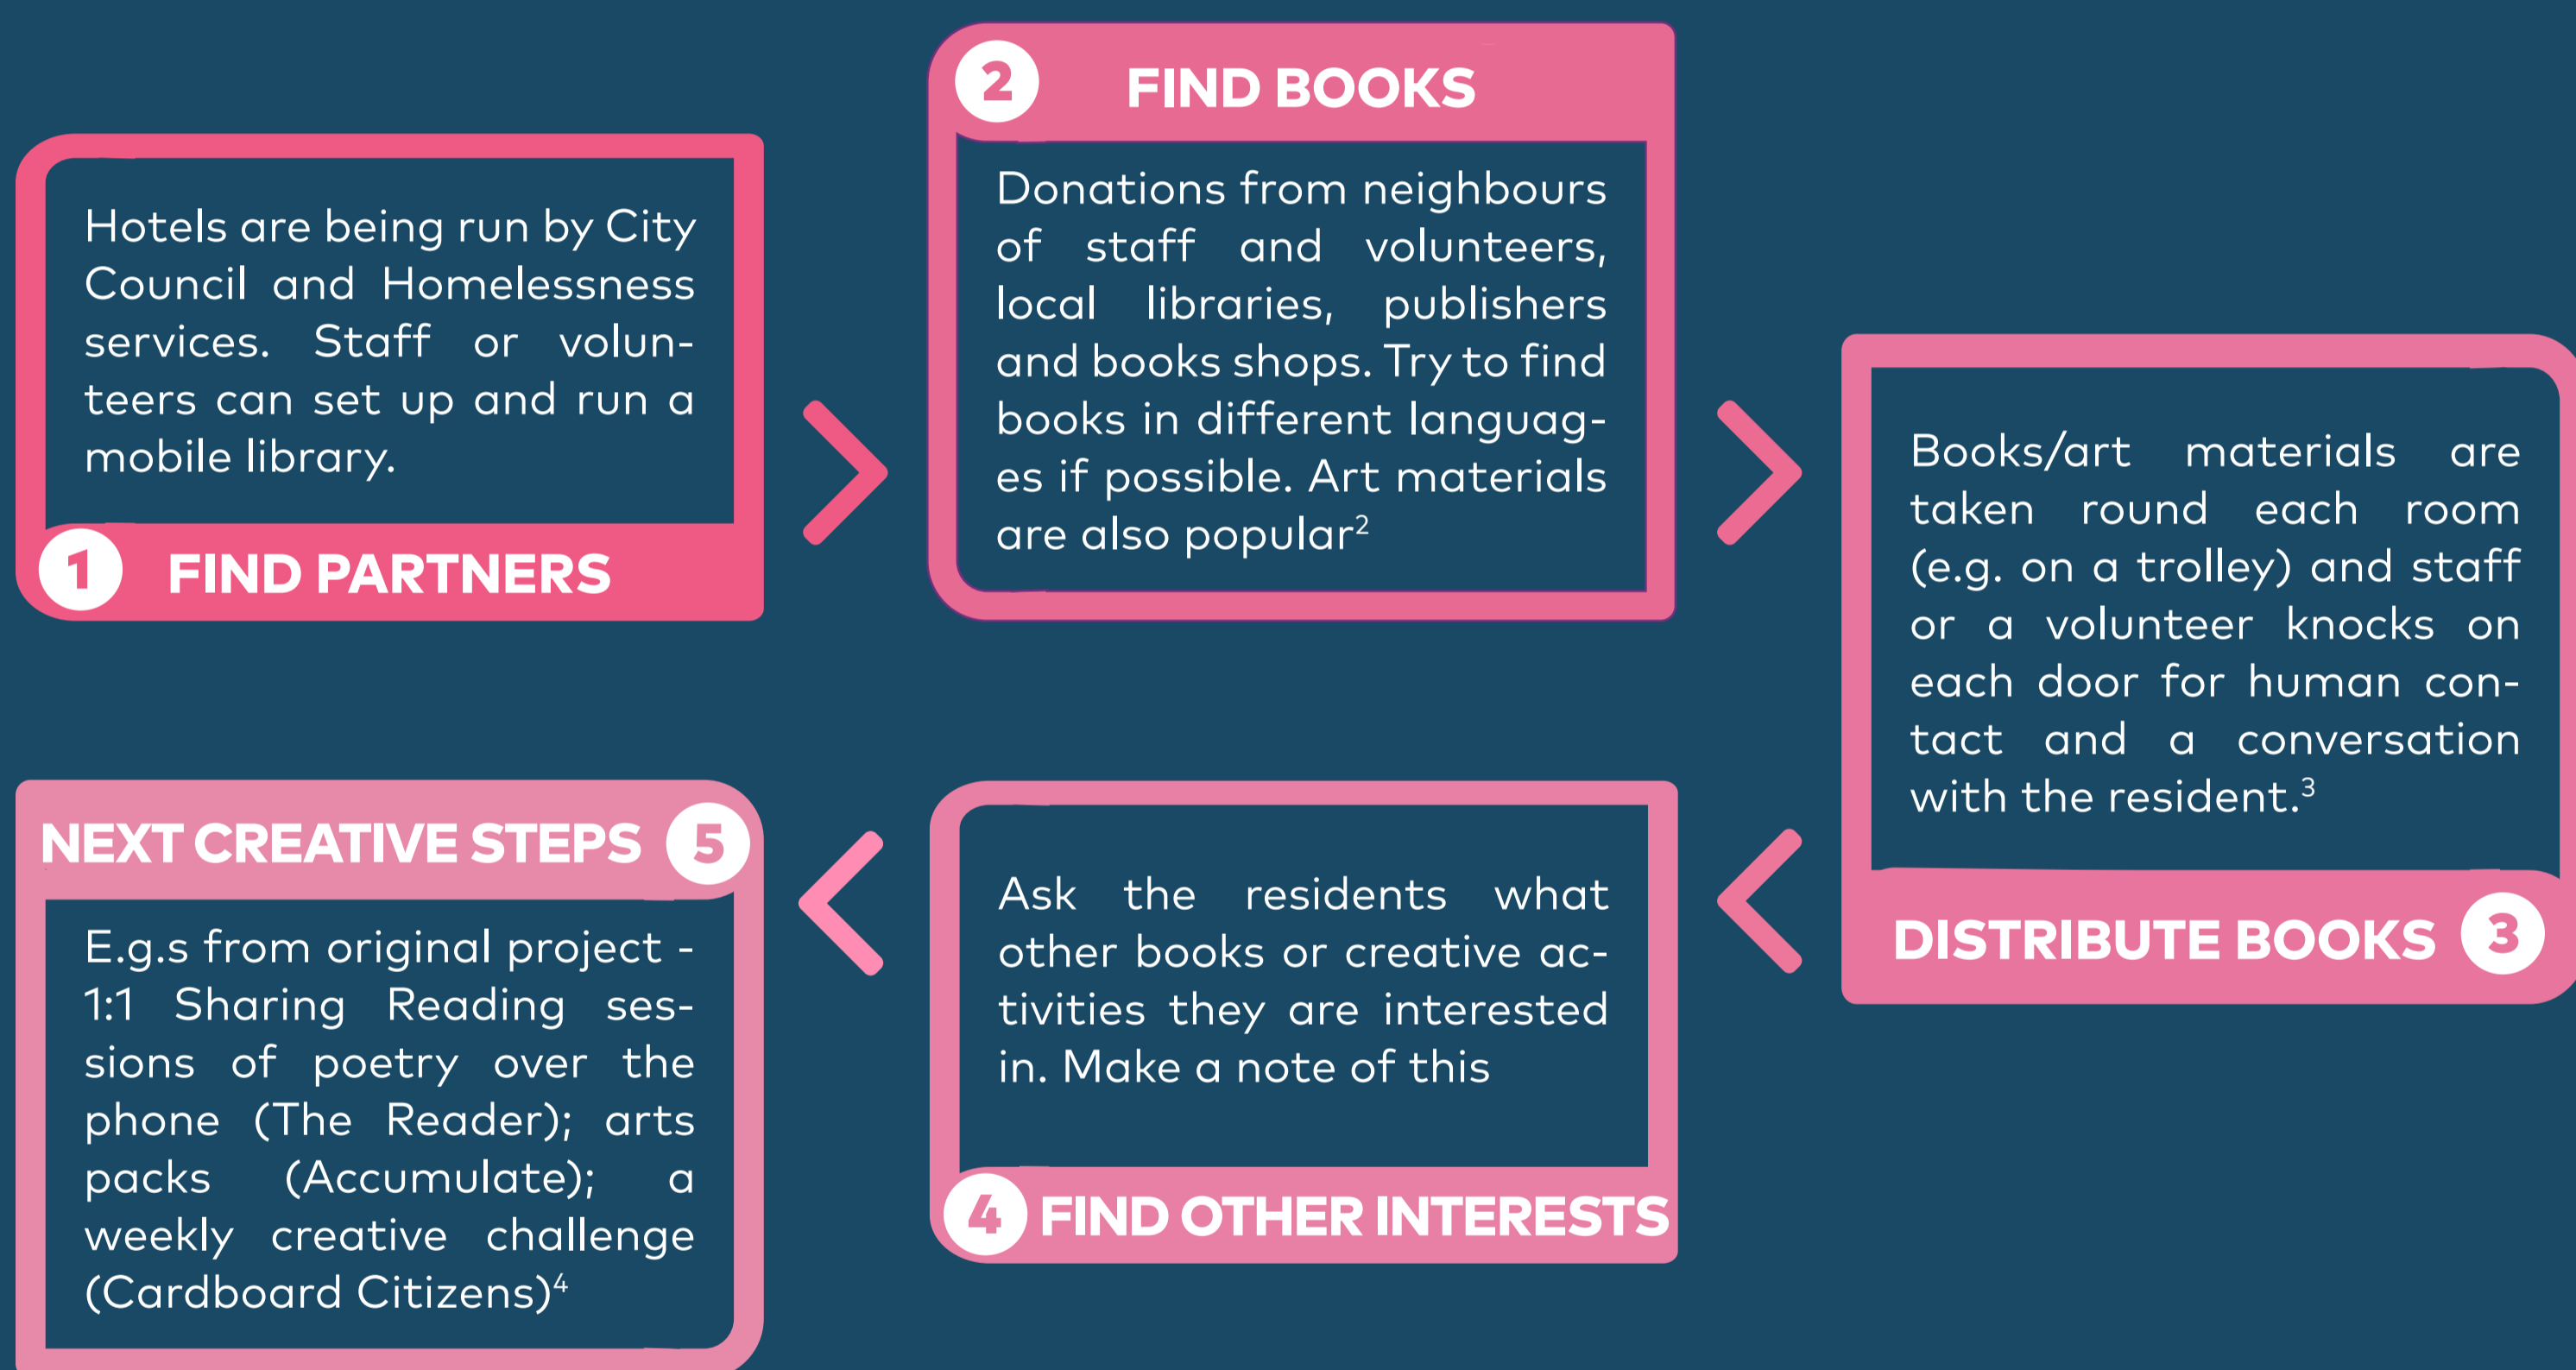 Hotels are being run by City
Council and Homelessness
services. Staff or volun-
teers can set up and run a
mobile library.
1 FIND PARTNERS
2 FIND BOOKS
Donations from neighbours
of staff and volunteers,
local libraries, publishers
and books shops. Try to find
books in different languag-
es if possible. Art materials
are also popular²
Books/art materials are
taken round each room
(e.g. on a trolley) and staff
or a volunteer knocks on
each door for human con-
tact and a conversation
with the resident.³
DISTRIBUTE BOOKS 3
Ask the residents what
other books or creative ac-
tivities they are interested
in. Make a note of this
4 FIND OTHER INTERESTS
NEXT CREATIVE STEPS 5
E.g.s from original project -
1:1 Sharing Reading ses-
sions of poetry over the
phone (The Reader); arts
packs (Accumulate); a
weekly creative challenge
(Cardboard Citizens)⁴